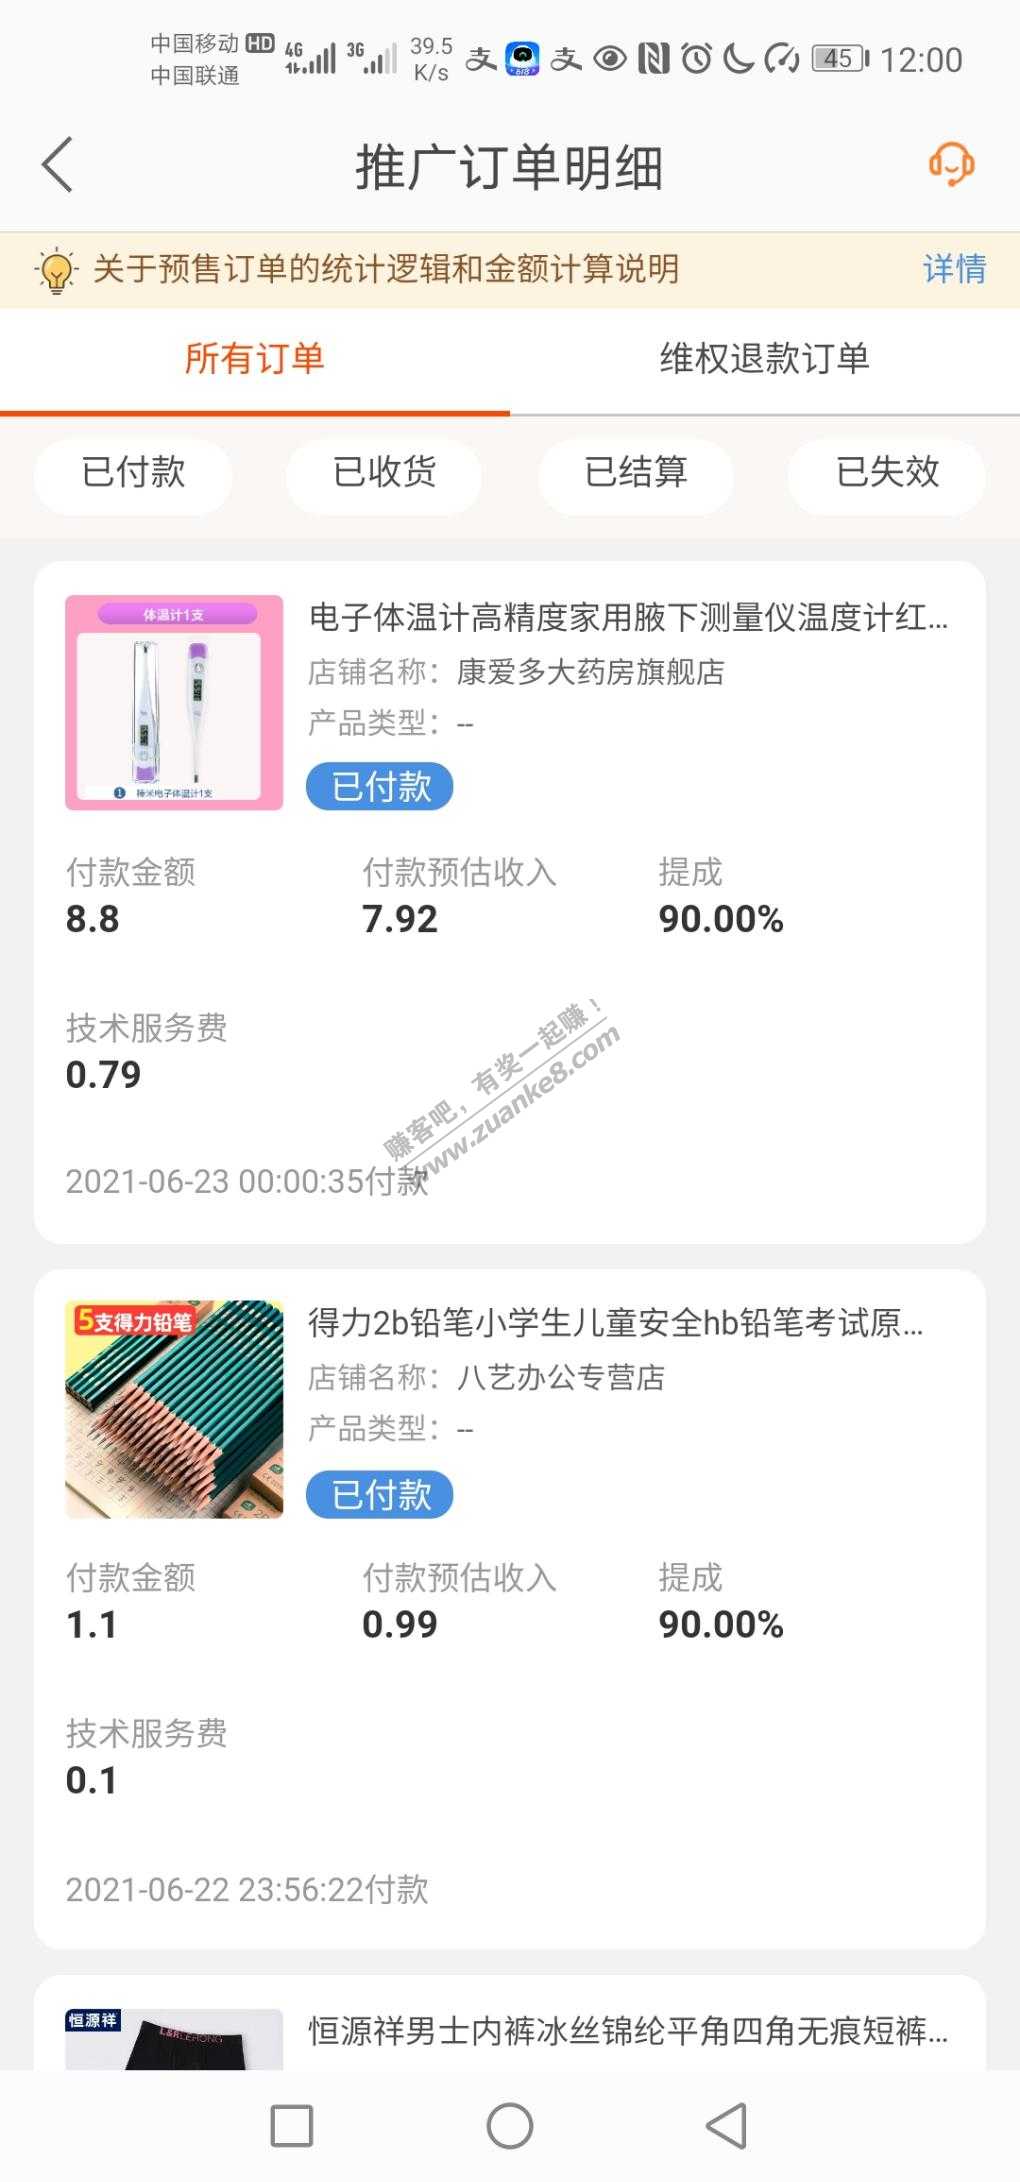 中国移动 HD 4G 3G 39.5 支 支 45 12:00
中国联通 K/s
推广订单明细
关于预售订单的统计逻辑和金额计算说明 详情
所有订单 维权退款订单
已付款 已收货 已结算 已失效
体温计1支
1 棒米电子体温计1支
电子体温计高精度家用腋下测量仪温度计红...
店铺名称：康爱多大药房旗舰店
产品类型：--
已付款
付款金额 付款预估收入 提成
8.8 7.92 90.00%
技术服务费
0.79
赚客吧，有奖一起赚！
www.zuanke8.com
2021-06-23 00:00:35付款
5支得力铅笔
得力2b铅笔小学生儿童安全hb铅笔考试原...
店铺名称：八艺办公专营店
产品类型：--
已付款
付款金额 付款预估收入 提成
1.1 0.99 90.00%
技术服务费
0.1
2021-06-22 23:56:22付款
恒源祥
恒源祥男士内裤冰丝锦纶平角四角无痕短裤...